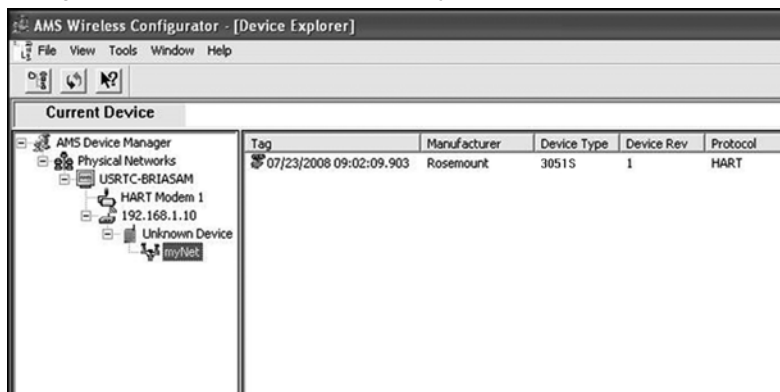 AMS Wireless Configurator - [Device Explorer]
File View Tools Window Help
Current Device
AMS Device Manager
Physical Networks
USRTC-BRIASAM
HART Modem 1
192.168.1.10
Unknown Device
myNet
Tag Manufacturer Device Type Device Rev Protocol
07/23/2008 09:02:09.903 Rosemount 3051S 1 HART